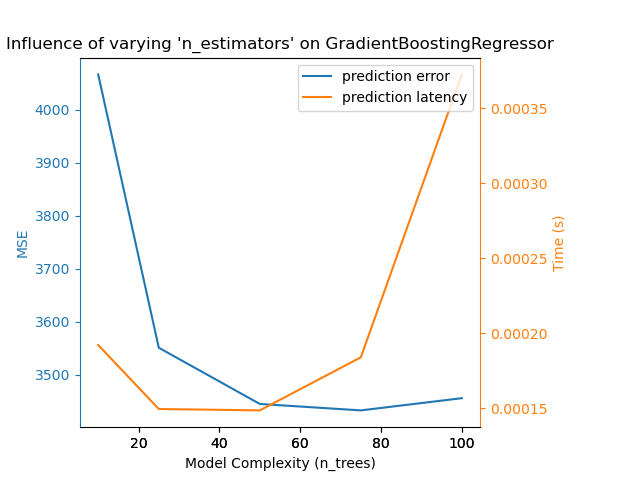 Influence of varying 'n_estimators' on GradientBoostingRegressor
prediction error
prediction latency
MSE
4000
3900
3800
3700
3600
3500
0.00035
0.00030
0.00025
0.00020
0.00015
Time (s)
20 40 60 80 100
Model Complexity (n_trees)